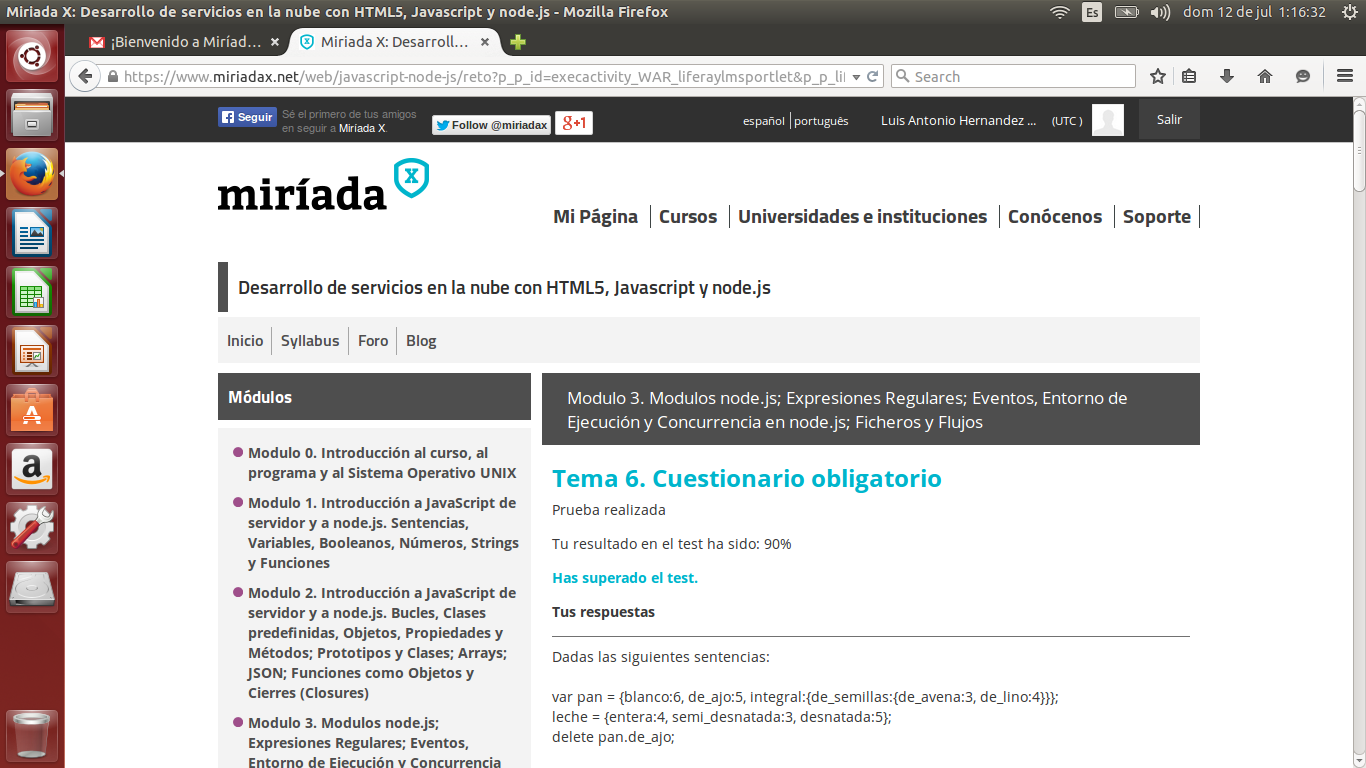 Miriada X: Desarrollo de servicios en la nube con HTML5, Javascript y node.js - Mozilla Firefox
Es
dom 12 de jul 1:16:32
¡Bienvenido a Miríad...
Miriada X: Desarroll...
https://www.miriadax.net/web/javascript-node-js/reto?p_p_id=execactivity_WAR_liferaylmsportlet&p_p_li
Search
Seguir
Sé el primero de tus amigos
en seguir a Miríada X.
Follow @miriadax
g+1
español
português
Luis Antonio Hernandez ...
(UTC )
Salir
miríada X
Mi Página
Cursos
Universidades e instituciones
Conócenos
Soporte
Desarrollo de servicios en la nube con HTML5, Javascript y node.js
Inicio
Syllabus
Foro
Blog
Módulos
Modulo 0. Introducción al curso, al
programa y al Sistema Operativo UNIX
Modulo 1. Introducción a JavaScript de
servidor y a node.js. Sentencias,
Variables, Booleanos, Números, Strings
y Funciones
Modulo 2. Introducción a JavaScript de
servidor y a node.js. Bucles, Clases
predefinidas, Objetos, Propiedades y
Métodos; Prototipos y Clases; Arrays;
JSON; Funciones como Objetos y
Cierres (Closures)
Modulo 3. Modulos node.js;
Expresiones Regulares; Eventos,
Entorno de Ejecución y Concurrencia
Modulo 3. Modulos node.js; Expresiones Regulares; Eventos, Entorno de
Ejecución y Concurrencia en node.js; Ficheros y Flujos
Tema 6. Cuestionario obligatorio
Prueba realizada
Tu resultado en el test ha sido: 90%
Has superado el test.
Tus respuestas
Dadas las siguientes sentencias:
var pan = {blanco:6, de_ajo:5, integral:{de_semillas:{de_avena:3, de_lino:4}}};
leche = {entera:4, semi_desnatada:3, desnatada:5};
delete pan.de_ajo;